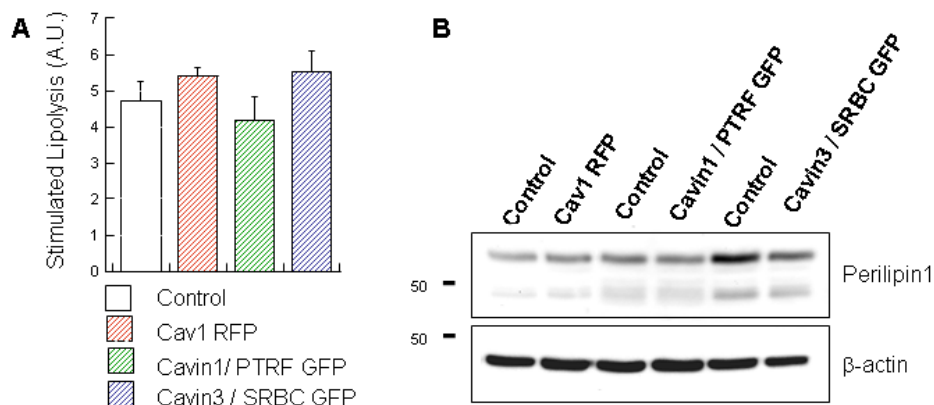 A
Stimulated Lipolysis (A.U.)
7
6
5
4
3
2
1
0
Control
Cav1 RFP
Cavin1/ PTRF GFP
Cavin3 / SRBC GFP
B
Control
Cav1 RFP
Control
Cavin1 / PTRF GFP
Control
Cavin3 / SRBC GFP
50
Perilipin1
50
β-actin